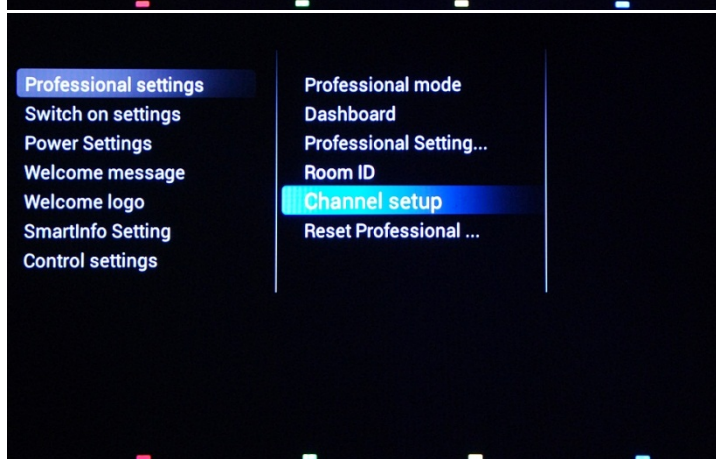 Professional settings
Switch on settings
Power Settings
Welcome message
Welcome logo
SmartInfo Setting
Control settings
Professional mode
Dashboard
Professional Setting...
Room ID
Channel setup
Reset Professional ...